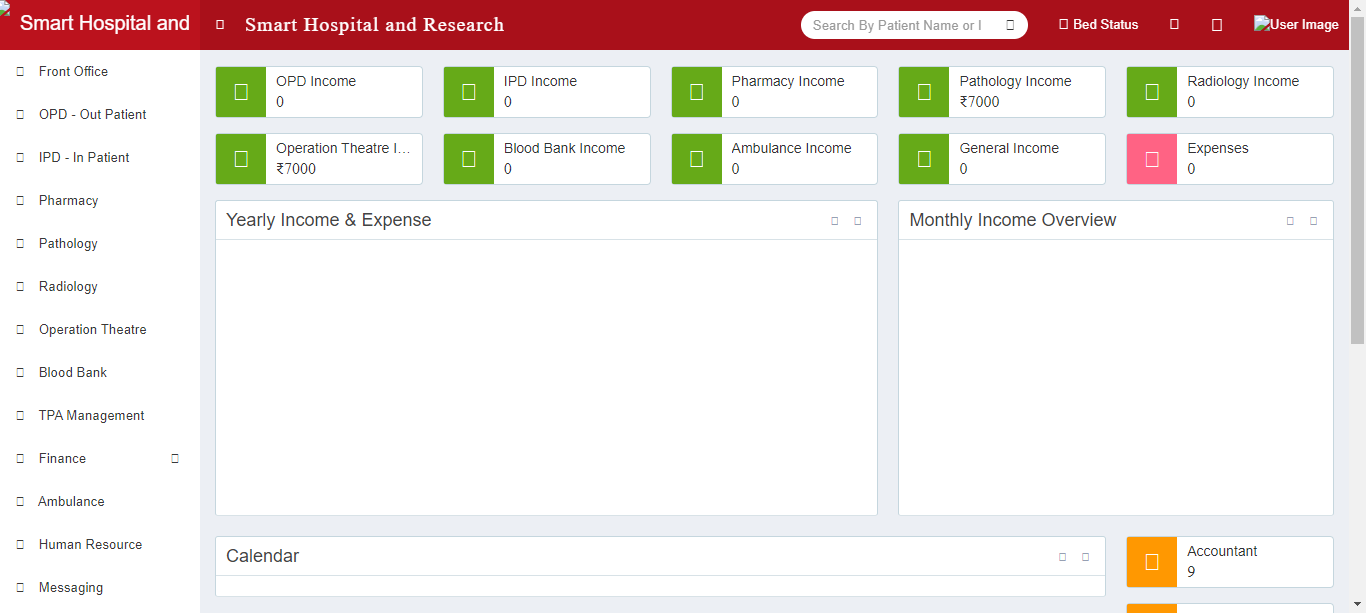 Smart Hospital and
Smart Hospital and Research
Search By Patient Name or I
Bed Status
User Image
Front Office
OPD - Out Patient
IPD - In Patient
Pharmacy
Pathology
Radiology
Operation Theatre
Blood Bank
TPA Management
Finance
Ambulance
Human Resource
Messaging
OPD Income
0
IPD Income
0
Pharmacy Income
0
Pathology Income
₹7000
Radiology Income
0
Operation Theatre I...
₹7000
Blood Bank Income
0
Ambulance Income
0
General Income
0
Expenses
0
Yearly Income & Expense
Monthly Income Overview
Calendar
Accountant
9